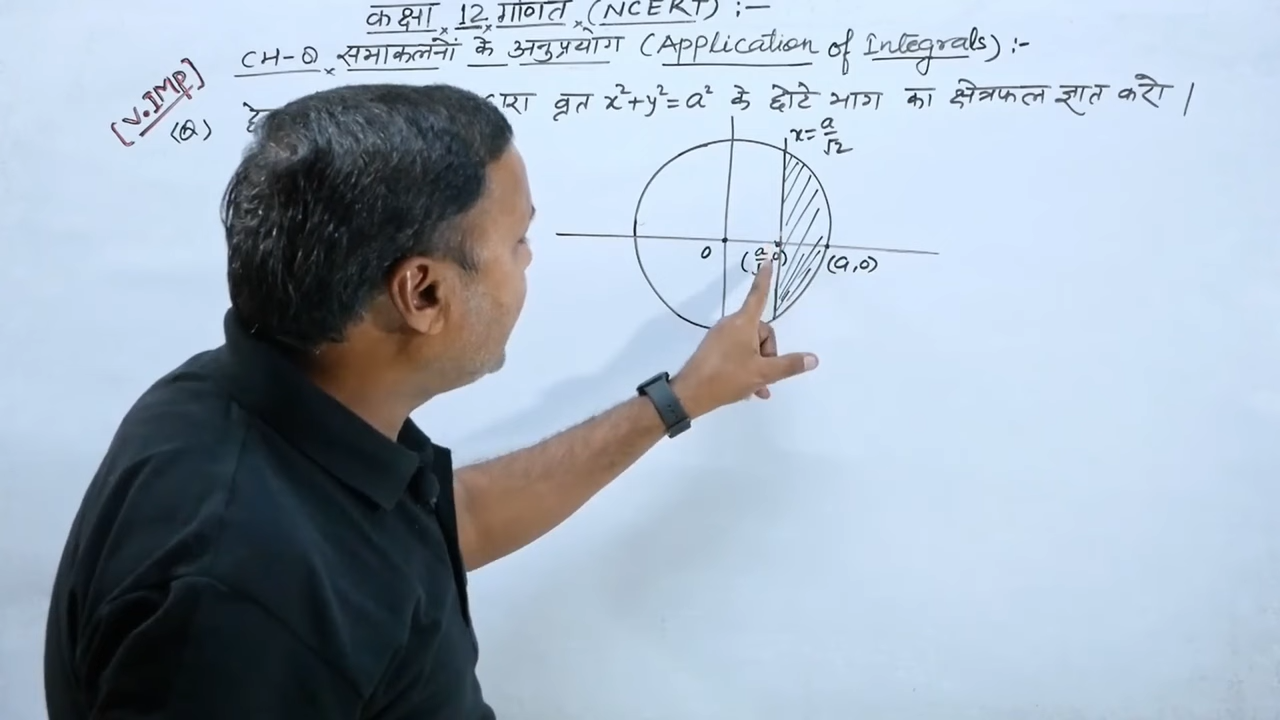 कक्षा × 12 × गणित × (NCERT) :—
CH-8 × समाकलनों के अनुप्रयोग (Application of Integrals) :-
[V.IMP]
(Q) द्वारा वृत x²+y²=a² के छोटे भाग का क्षेत्रफल ज्ञात करो।
x=a/√2
0 (a,0)